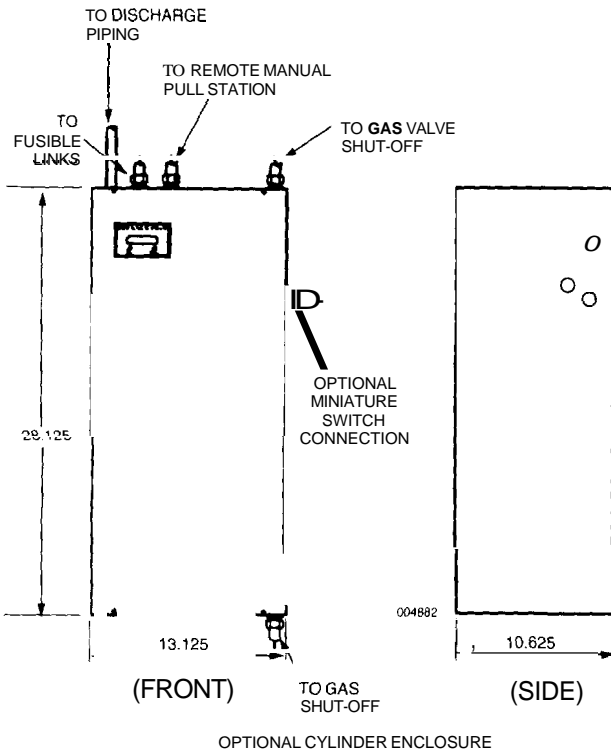 TO DISCHARGE
PIPING
TO REMOTE MANUAL
PULL STATION
TO
FUSIBLE
LINKS
TO GAS VALVE
SHUT-OFF
OPTIONAL
MINIATURE
SWITCH
CONNECTION
28.125
004882
13.125
10.625
(FRONT)
TO GAS
SHUT-OFF
(SIDE)
OPTIONAL CYLINDER ENCLOSURE